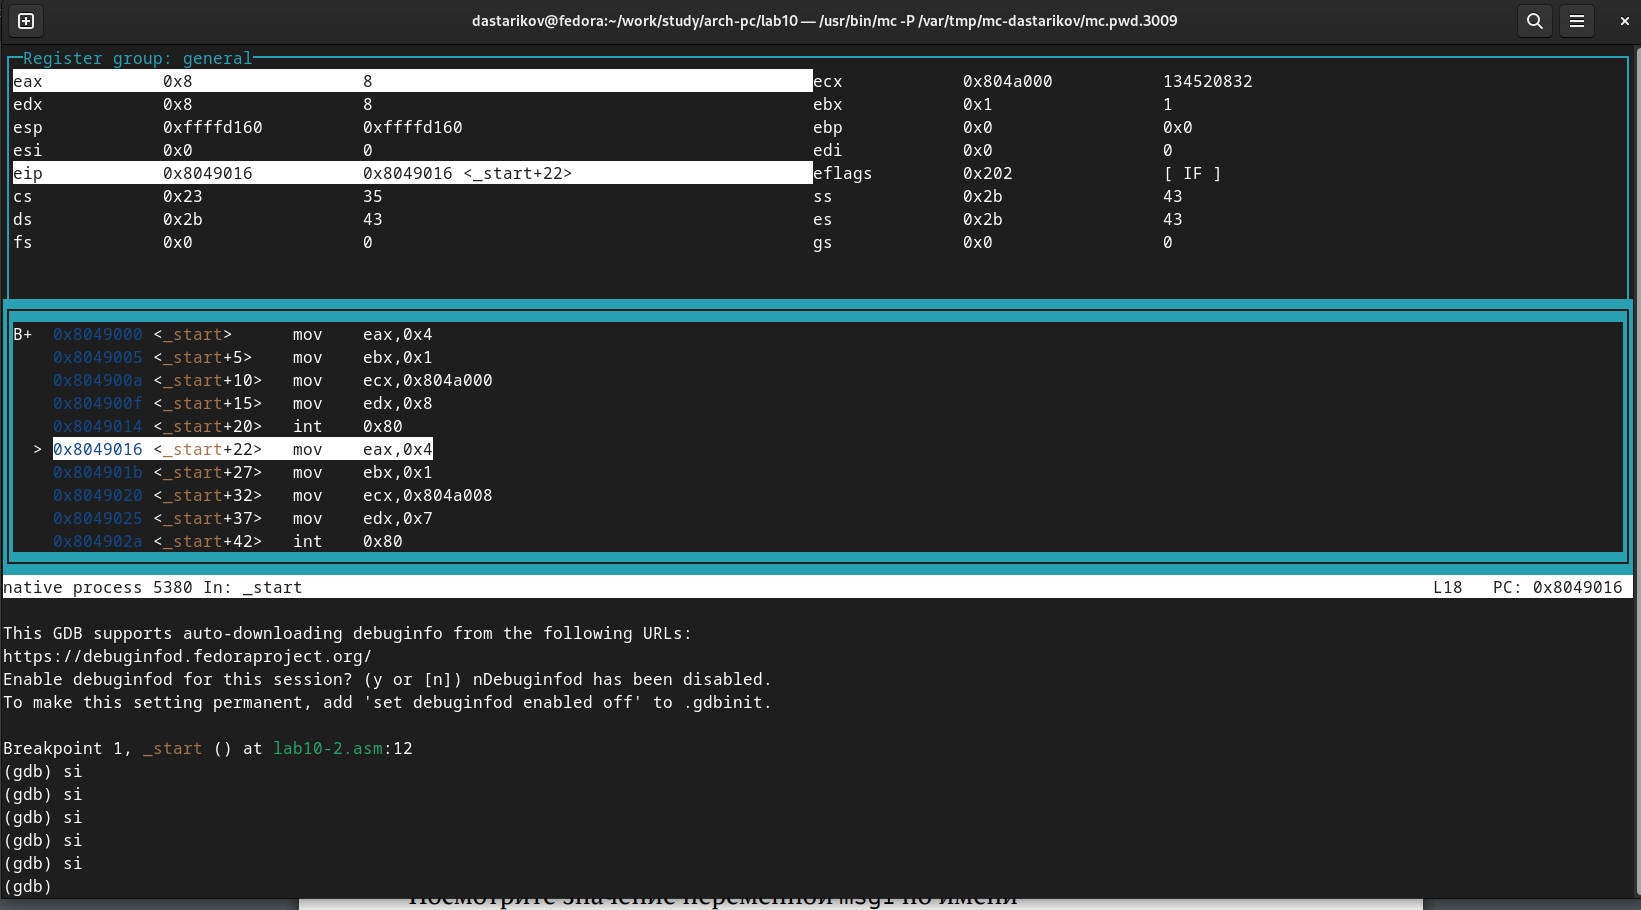 dastarikov@fedora:~/work/study/arch-pc/lab10 — /usr/bin/mc -P /var/tmp/mc-dastarikov/mc.pwd.3009
Register group: general
eax 0x8 8 ecx 0x804a000 134520832
edx 0x8 8 ebx 0x1 1
esp 0xffffd160 0xffffd160 ebp 0x0 0x0
esi 0x0 0 edi 0x0 0
eip 0x8049016 0x8049016 <_start+22> eflags 0x202 [ IF ]
cs 0x23 35 ss 0x2b 43
ds 0x2b 43 es 0x2b 43
fs 0x0 0 gs 0x0 0
B+ 0x8049000 <_start> mov eax,0x4
0x8049005 <_start+5> mov ebx,0x1
0x804900a <_start+10> mov ecx,0x804a000
0x804900f <_start+15> mov edx,0x8
0x8049014 <_start+20> int 0x80
> 0x8049016 <_start+22> mov eax,0x4
0x804901b <_start+27> mov ebx,0x1
0x8049020 <_start+32> mov ecx,0x804a008
0x8049025 <_start+37> mov edx,0x7
0x804902a <_start+42> int 0x80
native process 5380 In: _start L18 PC: 0x8049016
This GDB supports auto-downloading debuginfo from the following URLs:
https://debuginfod.fedoraproject.org/
Enable debuginfod for this session? (y or [n]) nDebuginfod has been disabled.
To make this setting permanent, add 'set debuginfod enabled off' to .gdbinit.
Breakpoint 1, _start () at lab10-2.asm:12
(gdb) si
(gdb) si
(gdb) si
(gdb) si
(gdb) si
(gdb)
Посмотрите значение переменной msg1 по имени